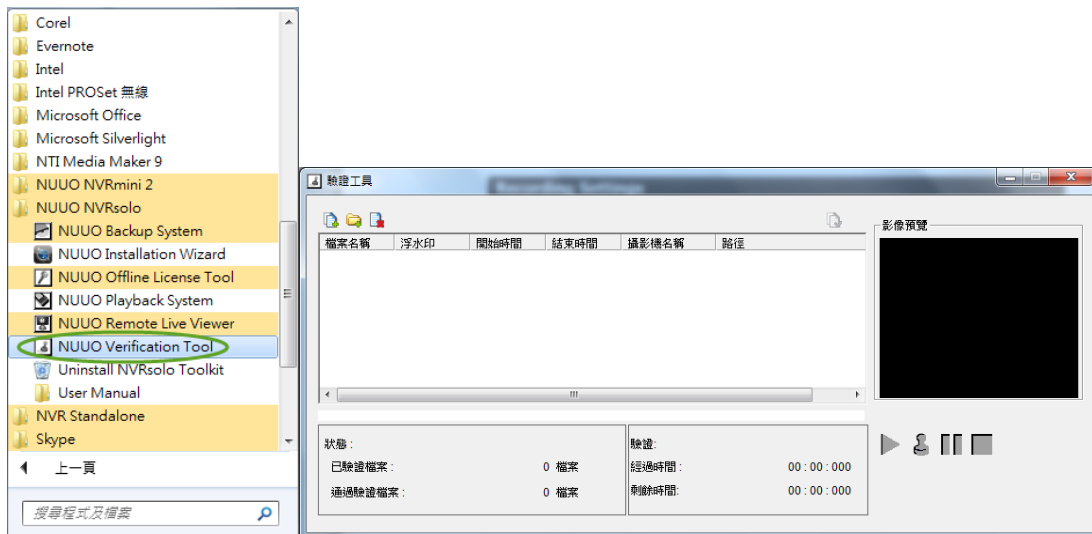 Corel
Evernote
Intel
Intel PROSet 無線
Microsoft Office
Microsoft Silverlight
NTI Media Maker 9
NUUO NVRmini 2
NUUO NVRsolo
NUUO Backup System
NUUO Installation Wizard
NUUO Offline License Tool
NUUO Playback System
NUUO Remote Live Viewer
NUUO Verification Tool
Uninstall NVRsolo Toolkit
User Manual
NVR Standalone
Skype
上一頁
搜尋程式及檔案
驗證工具
Recording Settings
檔案名稱 浮水印 開始時間 結束時間 攝影機名稱 路徑
影像預覽
狀態 :
已驗證檔案 : 0 檔案
通過驗證檔案 : 0 檔案
驗證:
經過時間 : 00 : 00 : 000
剩餘時間: 00 : 00 : 000